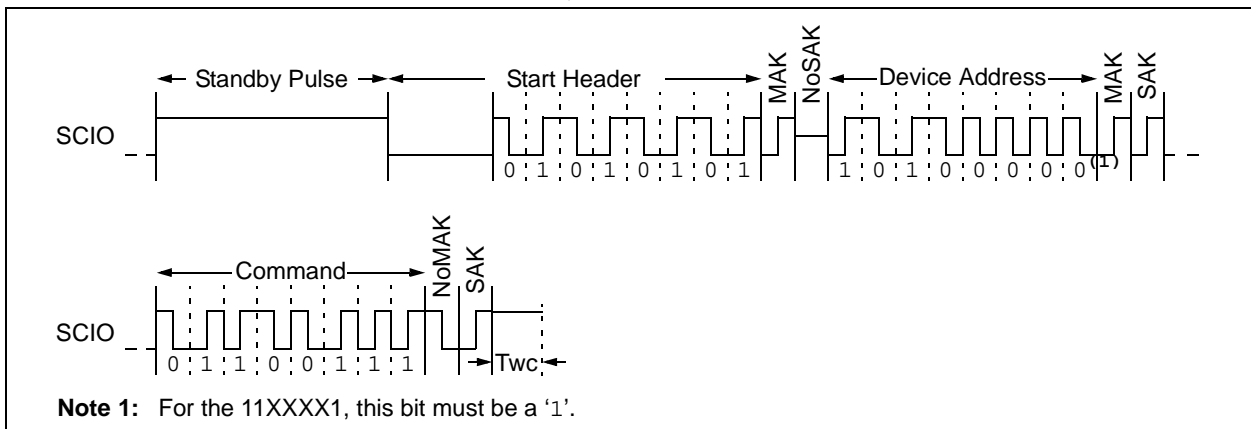 Standby Pulse Start Header MAK NoSAK Device Address MAK SAK
SCIO
0 1 0 1 0 1 0 1 1 0 1 0 0 0 0 0(1)
Command NoMAK SAK
SCIO
0 1 1 0 0 1 1 1 Twc
Note 1: For the 11XXXX1, this bit must be a ‘1’.